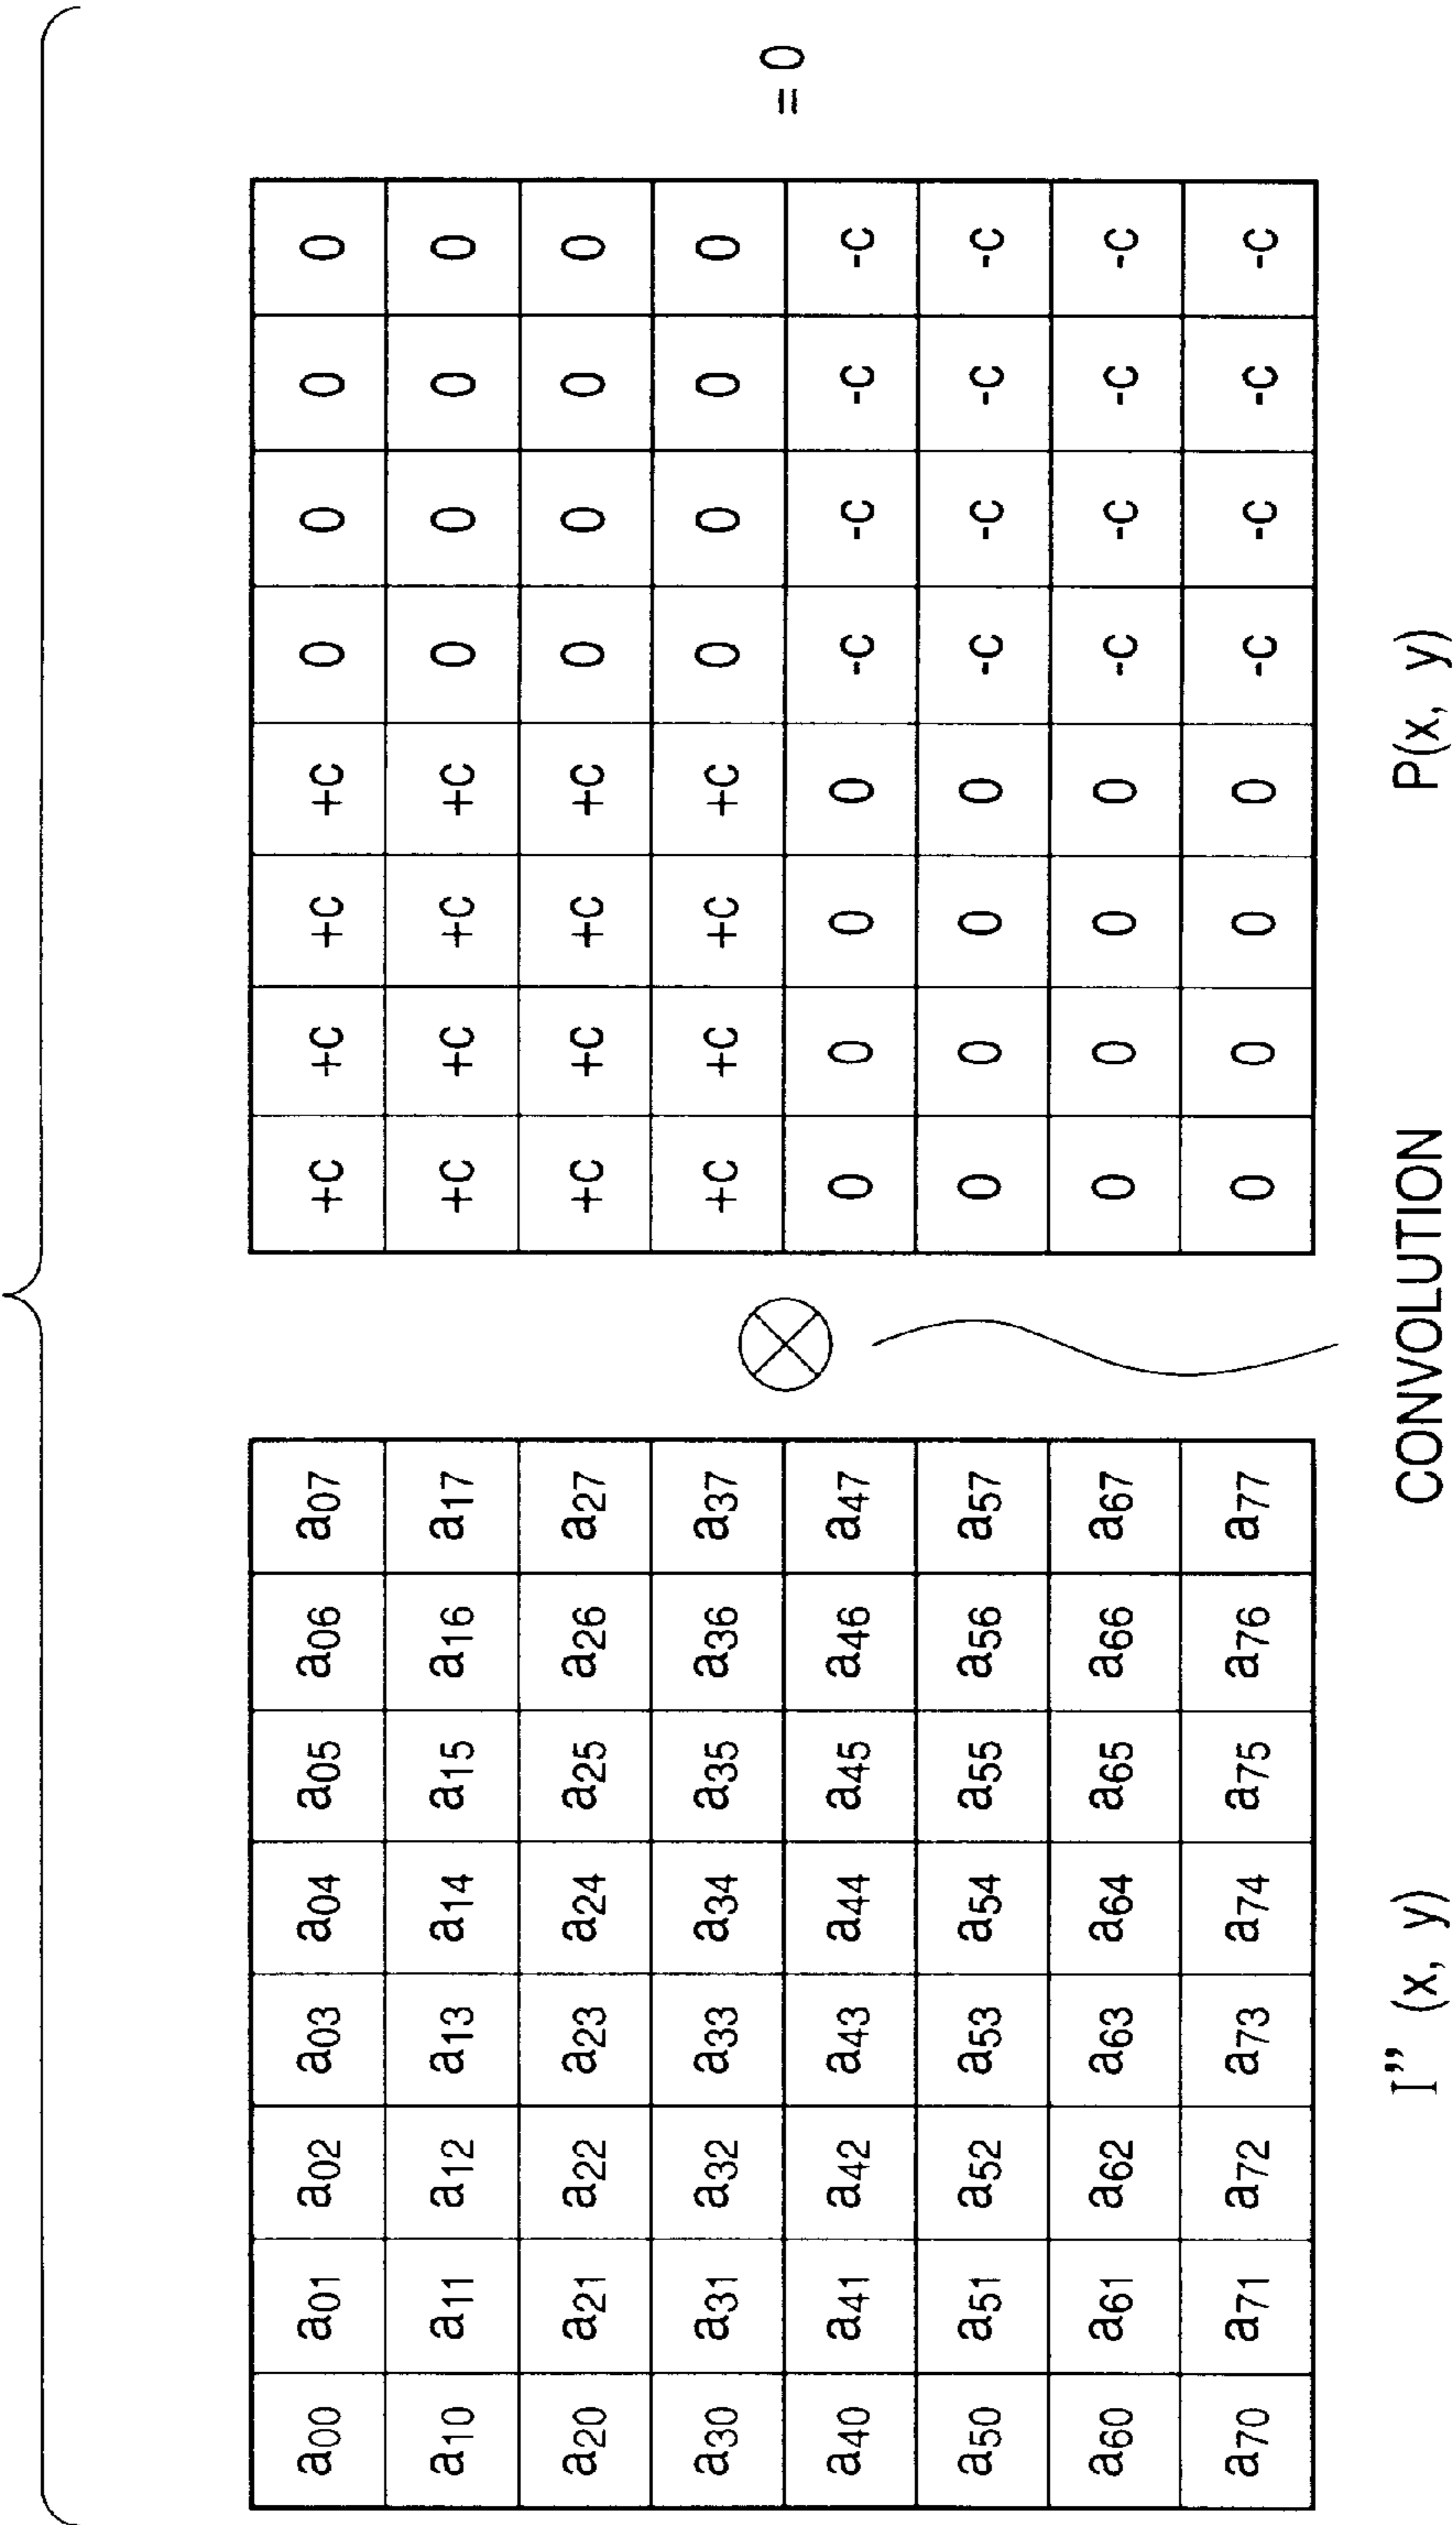 a00 a01 a02 a03 a04 a05 a06 a07
a10 a11 a12 a13 a14 a15 a16 a17
a20 a21 a22 a23 a24 a25 a26 a27
a30 a31 a32 a33 a34 a35 a36 a37
a40 a41 a42 a43 a44 a45 a46 a47
a50 a51 a52 a53 a54 a55 a56 a57
a60 a61 a62 a63 a64 a65 a66 a67
a70 a71 a72 a73 a74 a75 a76 a77
I” (x, y)
⊗
CONVOLUTION
+C +C +C +C 0 0 0 0
+C +C +C +C 0 0 0 0
+C +C +C +C 0 0 0 0
+C +C +C +C 0 0 0 0
0 0 0 0 -C -C -C -C
0 0 0 0 -C -C -C -C
0 0 0 0 -C -C -C -C
0 0 0 0 -C -C -C -C
P(x, y)
= 0